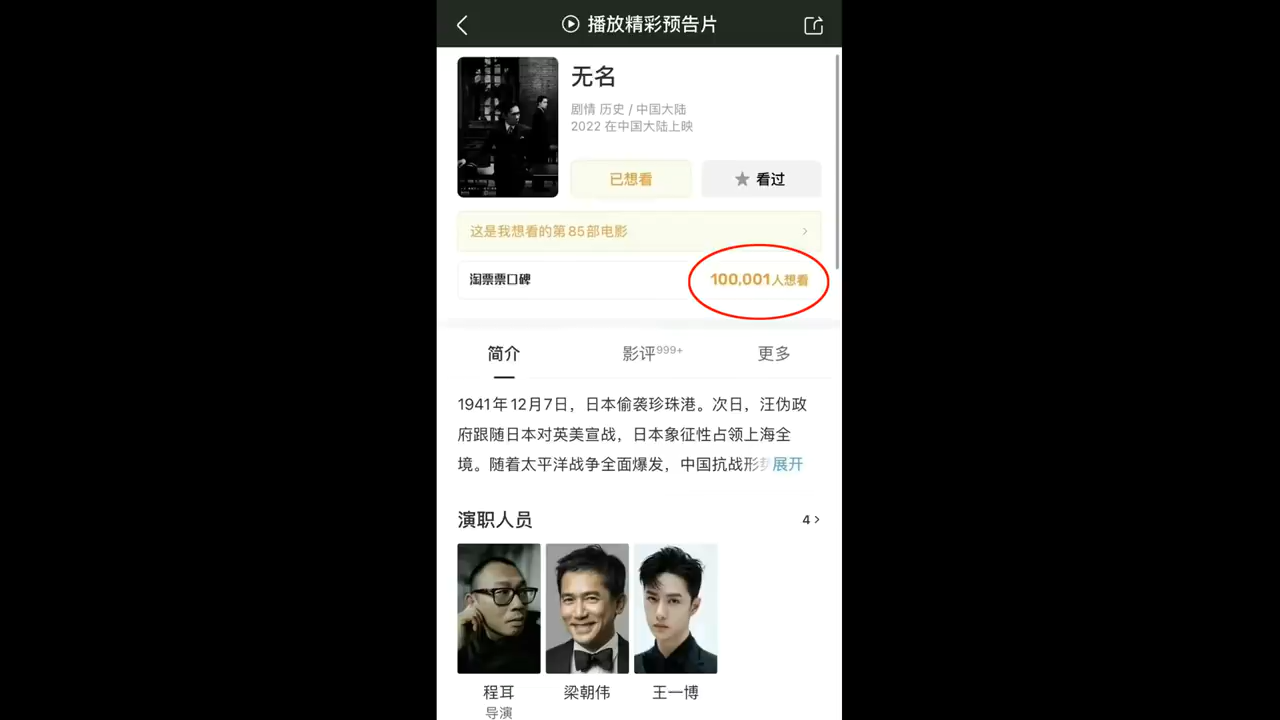 播放精彩预告片
无名
剧情 历史 / 中国大陆
2022 在中国大陆上映
已想看
看过
这是我想看的第85部电影
淘票票口碑
100,001人想看
简介
影评999+
更多
1941年12月7日，日本偷袭珍珠港。次日，汪伪政
府跟随日本对英美宣战，日本象征性占领上海全
境。随着太平洋战争全面爆发，中国抗战形
展开
演职人员
4
程耳
梁朝伟
王一博
导演